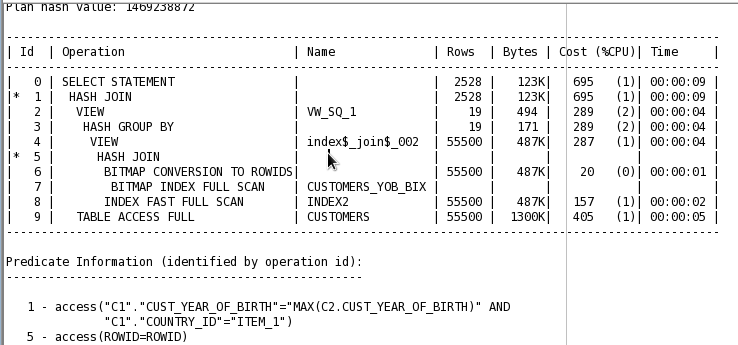 Plan hash value: 1469238872
--------------------------------------------------------------------------------------------------
| Id  | Operation                      | Name              | Rows  | Bytes | Cost (%CPU)| Time     |
--------------------------------------------------------------------------------------------------
|   0 | SELECT STATEMENT               |                   |  2528 |   123K|   695   (1)| 00:00:09 |
|*  1 |  HASH JOIN                     |                   |  2528 |   123K|   695   (1)| 00:00:09 |
|   2 |   VIEW                         | VW_SQ_1           |    19 |   494 |   289   (2)| 00:00:04 |
|   3 |    HASH GROUP BY               |                   |    19 |   171 |   289   (2)| 00:00:04 |
|   4 |     VIEW                       | index$_join$_002  | 55500 |   487K|   287   (1)| 00:00:04 |
|*  5 |      HASH JOIN                 |                   |       |       |            |          |
|   6 |       BITMAP CONVERSION TO ROWIDS|                 | 55500 |   487K|    20   (0)| 00:00:01 |
|   7 |        BITMAP INDEX FULL SCAN  | CUSTOMERS_YOB_BIX |       |       |            |          |
|   8 |       INDEX FAST FULL SCAN     | INDEX2            | 55500 |   487K|   157   (1)| 00:00:02 |
|   9 |   TABLE ACCESS FULL            | CUSTOMERS         | 55500 |  1300K|   405   (1)| 00:00:05 |
--------------------------------------------------------------------------------------------------
Predicate Information (identified by operation id):
---------------------------------------------------
1 - access("C1"."CUST_YEAR_OF_BIRTH"="MAX(C2.CUST_YEAR_OF_BIRTH)" AND
"C1"."COUNTRY_ID"="ITEM_1")
5 - access(ROWID=ROWID)